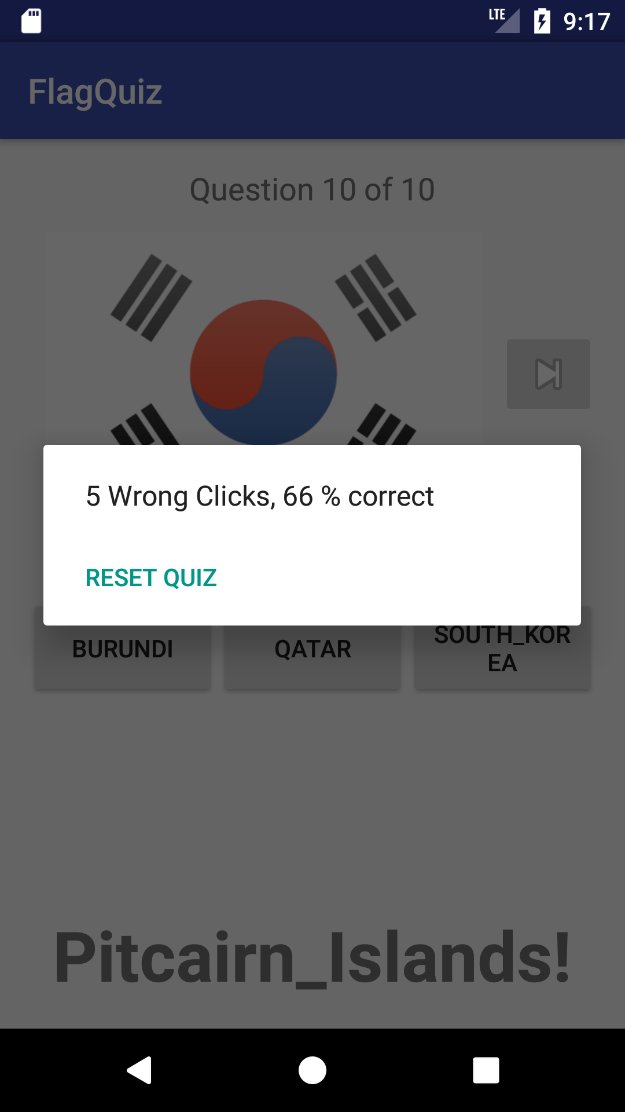 LTE 9:17
FlagQuiz
Question 10 of 10
5 Wrong Clicks, 66 % correct
RESET QUIZ
BURUNDI QATAR SOUTH_KOR
EA
Pitcairn_Islands!